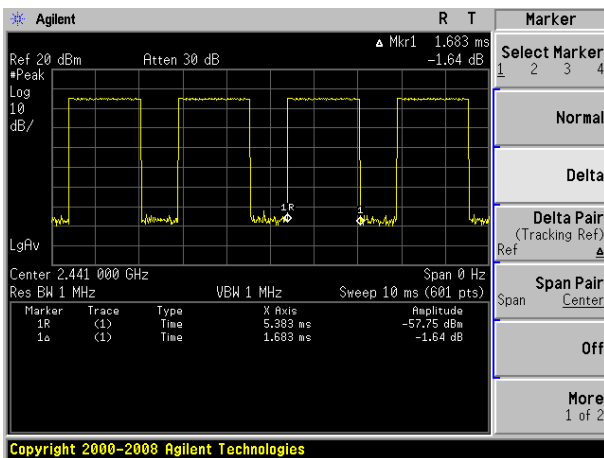 Agilent R T Marker
Δ Mkr1 1.683 ms
Ref 20 dBm Atten 30 dB -1.64 dB
#Peak
Log
10
dB/
1R 1
LgAv
Center 2.441 000 GHz Span 0 Hz
Res BW 1 MHz VBW 1 MHz Sweep 10 ms (601 pts)
Marker Trace Type X Axis Amplitude
1R (1) Time 5.383 ms -57.75 dBm
1Δ (1) Time 1.683 ms -1.64 dB
Select Marker
1 2 3 4
Normal
Delta
Delta Pair
(Tracking Ref)
Ref Δ
Span Pair
Span Center
Off
More
1 of 2
Copyright 2000-2008 Agilent Technologies